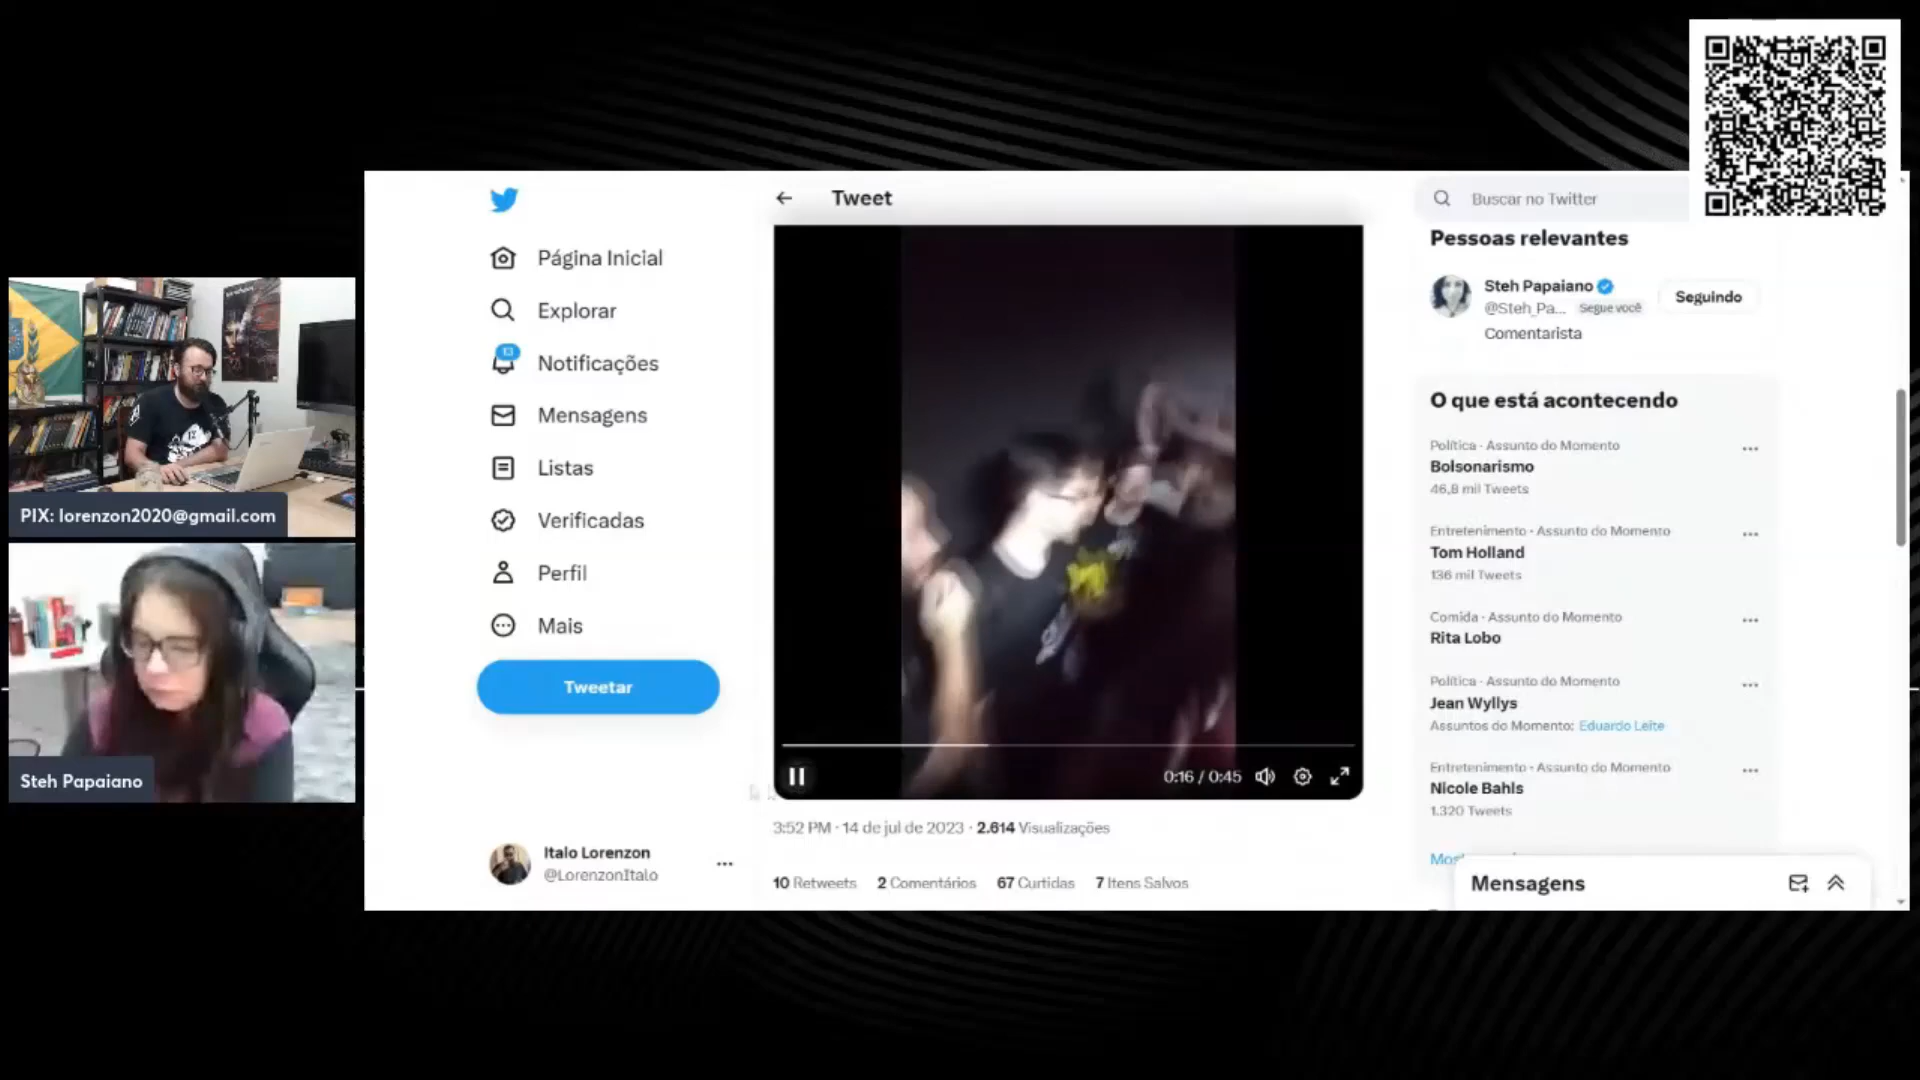 PIX: lorenzon2020@gmail.com
Steh Papaiano
Página Inicial
Explorar
13
Notificações
Mensagens
Listas
Verificadas
Perfil
Mais
Tweetar
Italo Lorenzon
@LorenzonItalo
Tweet
0:16 / 0:45
3:52 PM · 14 de jul de 2023 · 2.614 Visualizações
10 Retweets 2 Comentários 67 Curtidas 7 Itens Salvos
Buscar no Twitter
Pessoas relevantes
Steh Papaiano
@Steh_Pa... Segue você
Seguindo
Comentarista
O que está acontecendo
Política · Assunto do Momento
Bolsonarismo
46,8 mil Tweets
Entretenimento · Assunto do Momento
Tom Holland
136 mil Tweets
Comida · Assunto do Momento
Rita Lobo
Política · Assunto do Momento
Jean Wyllys
Assuntos do Momento: Eduardo Leite
Entretenimento · Assunto do Momento
Nicole Bahls
1.320 Tweets
Mensagens